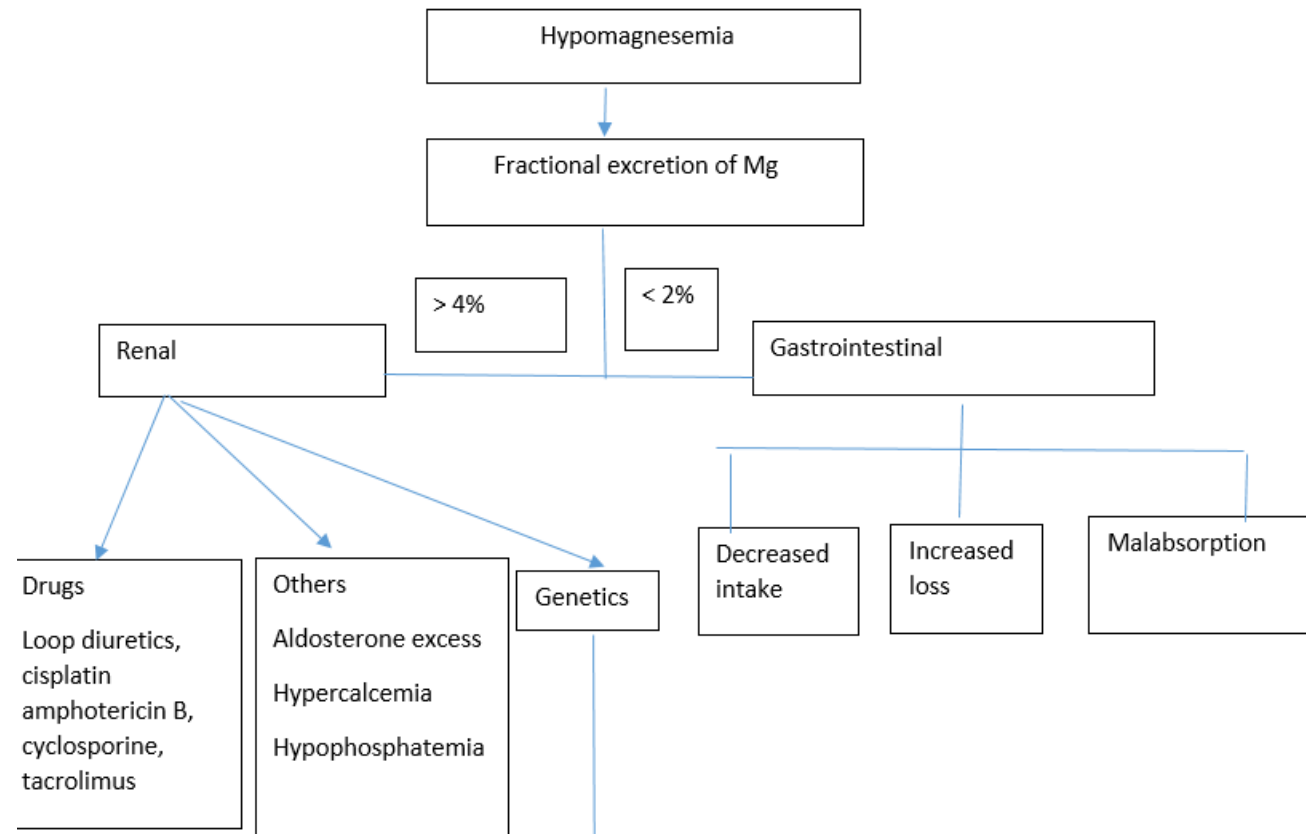 Hypomagnesemia
Fractional excretion of Mg
> 4%
< 2%
Renal
Gastrointestinal
Drugs
Loop diuretics,
cisplatin
amphotericin B,
cyclosporine,
tacrolimus
Others
Aldosterone excess
Hypercalcemia
Hypophosphatemia
Genetics
Decreased
intake
Increased
loss
Malabsorption